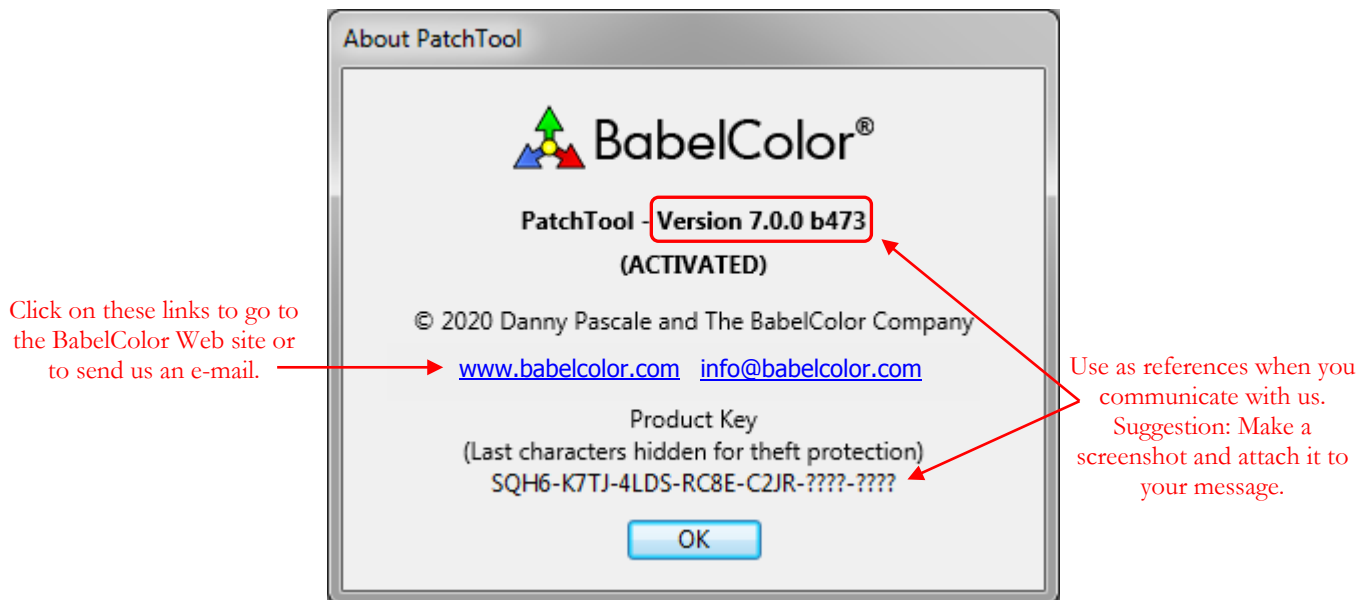 About PatchTool
BabelColor®
PatchTool - Version 7.0.0 b473
(ACTIVATED)
© 2020 Danny Pascale and The BabelColor Company
www.babelcolor.com info@babelcolor.com
Product Key
(Last characters hidden for theft protection)
SQH6-K7TJ-4LDS-RC8E-C2JR-????-????
OK
Click on these links to go to
the BabelColor Web site or
to send us an e-mail.
Use as references when you
communicate with us.
Suggestion: Make a
screenshot and attach it to
your message.